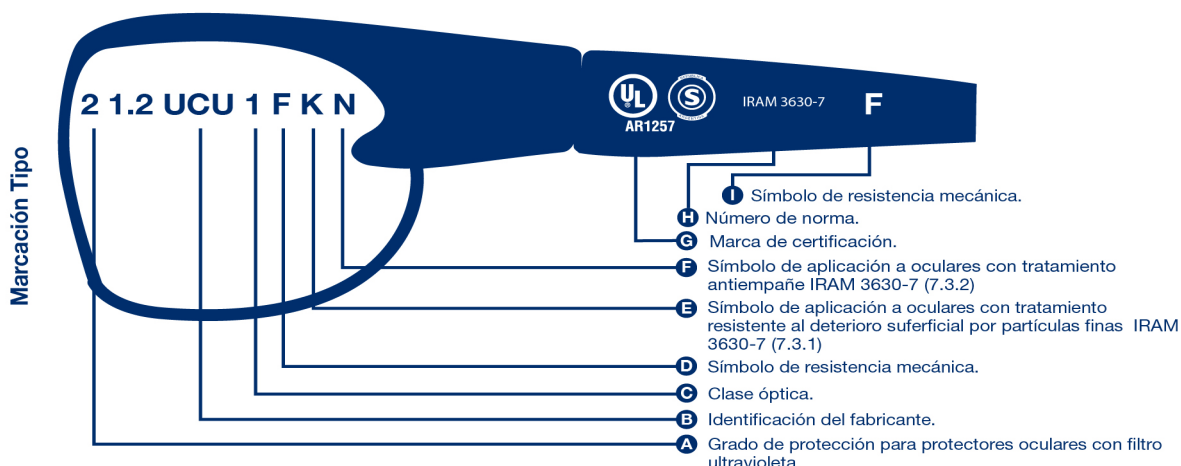 Marcación Tipo
2 1.2 UCU 1 F K N
UL
S
AR1257
IRAM 3630-7
F
I Símbolo de resistencia mecánica.
H Número de norma.
G Marca de certificación.
F Símbolo de aplicación a oculares con tratamiento
antiempañe IRAM 3630-7 (7.3.2)
E Símbolo de aplicación a oculares con tratamiento
resistente al deterioro suferficial por partículas finas IRAM
3630-7 (7.3.1)
D Símbolo de resistencia mecánica.
C Clase óptica.
B Identificación del fabricante.
A Grado de protección para protectores oculares con filtro
ultravioleta